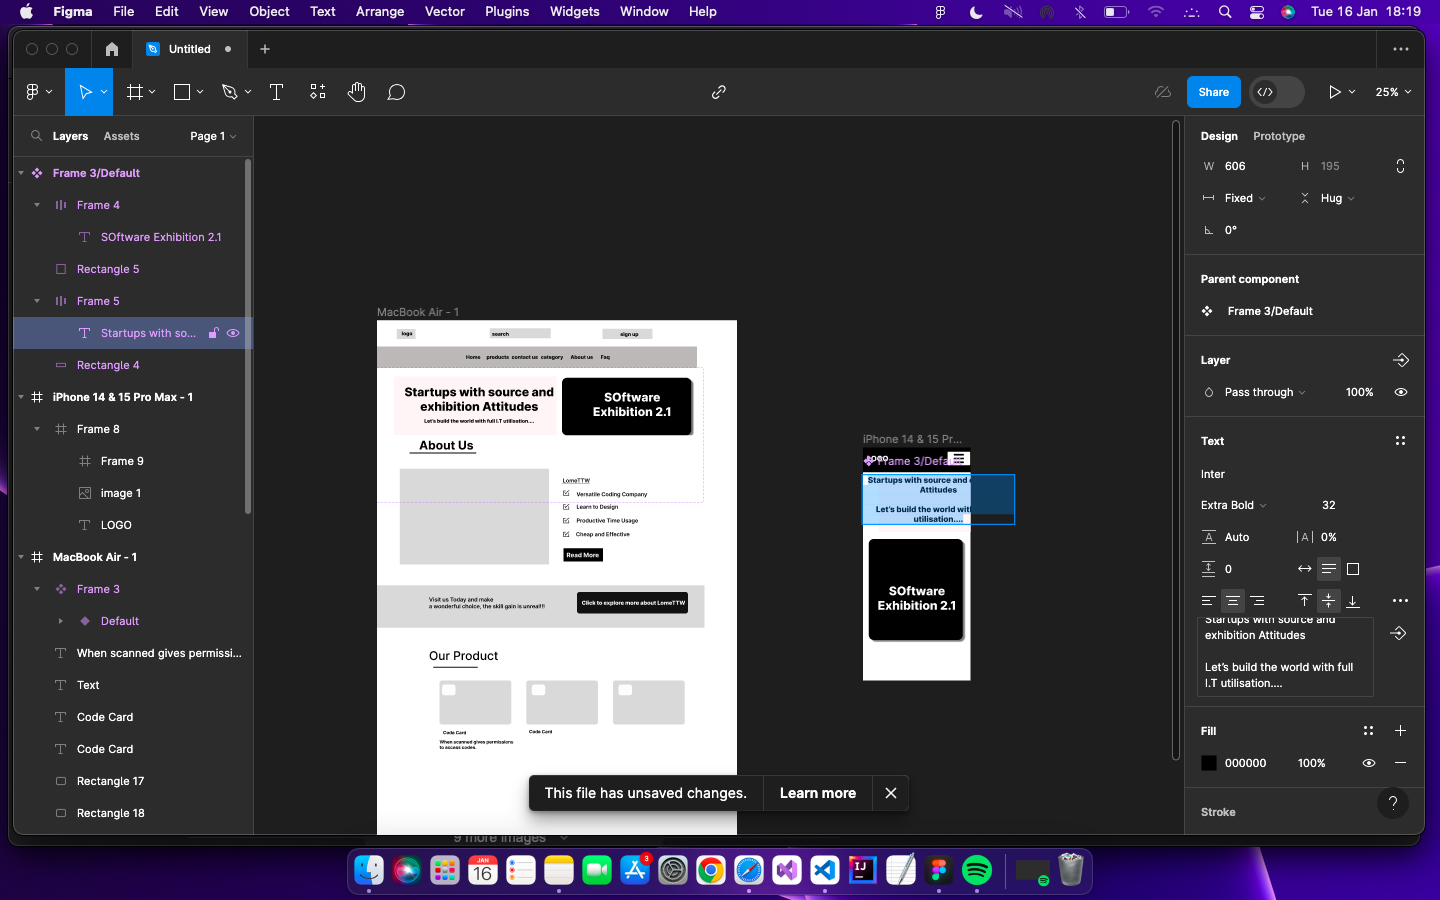 Figma File Edit View Object Text Arrange Vector Plugins Widgets Window Help
Tue 16 Jan 18:19
Untitled
Share
25%
Layers
Assets
Page 1
Frame 3/Default
Frame 4
SOftware Exhibition 2.1
Rectangle 5
Frame 5
Startups with so...
Rectangle 4
iPhone 14 & 15 Pro Max - 1
Frame 8
Frame 9
image 1
LOGO
MacBook Air - 1
Frame 3
Default
When scanned gives permissi...
Text
Code Card
Code Card
Rectangle 17
Rectangle 18
MacBook Air - 1
logo
search
sign up
Home products contact us category About us Faq
Startups with source and
exhibition Attitudes
Let's build the world with full I.T utilisation....
SOftware
Exhibition 2.1
About Us
LomeTTW
Versatile Coding Company
Learn to Design
Productive Time Usage
Cheap and Effective
Read More
Visit us Today and make
a wonderful choice, the skill gain is unreal!!!
Click to explore more about LomeTTW
Our Product
Code Card
Code Card
When scanned gives permissions
to access codes.
iPhone 14 & 15 Pr...
LOGO
Frame 3/Default
Startups with source and e
Attitudes
Let's build the world with
utilisation....
SOftware
Exhibition 2.1
This file has unsaved changes.
Learn more
9 more images
Design
Prototype
W 606
H 195
Fixed
Hug
0°
Parent component
Frame 3/Default
Layer
Pass through
100%
Text
Inter
Extra Bold
32
Auto
0%
0
Startups with source and
exhibition Attitudes
Let's build the world with full
I.T utilisation....
Fill
000000
100%
Stroke
?
JAN
16
3
IJ